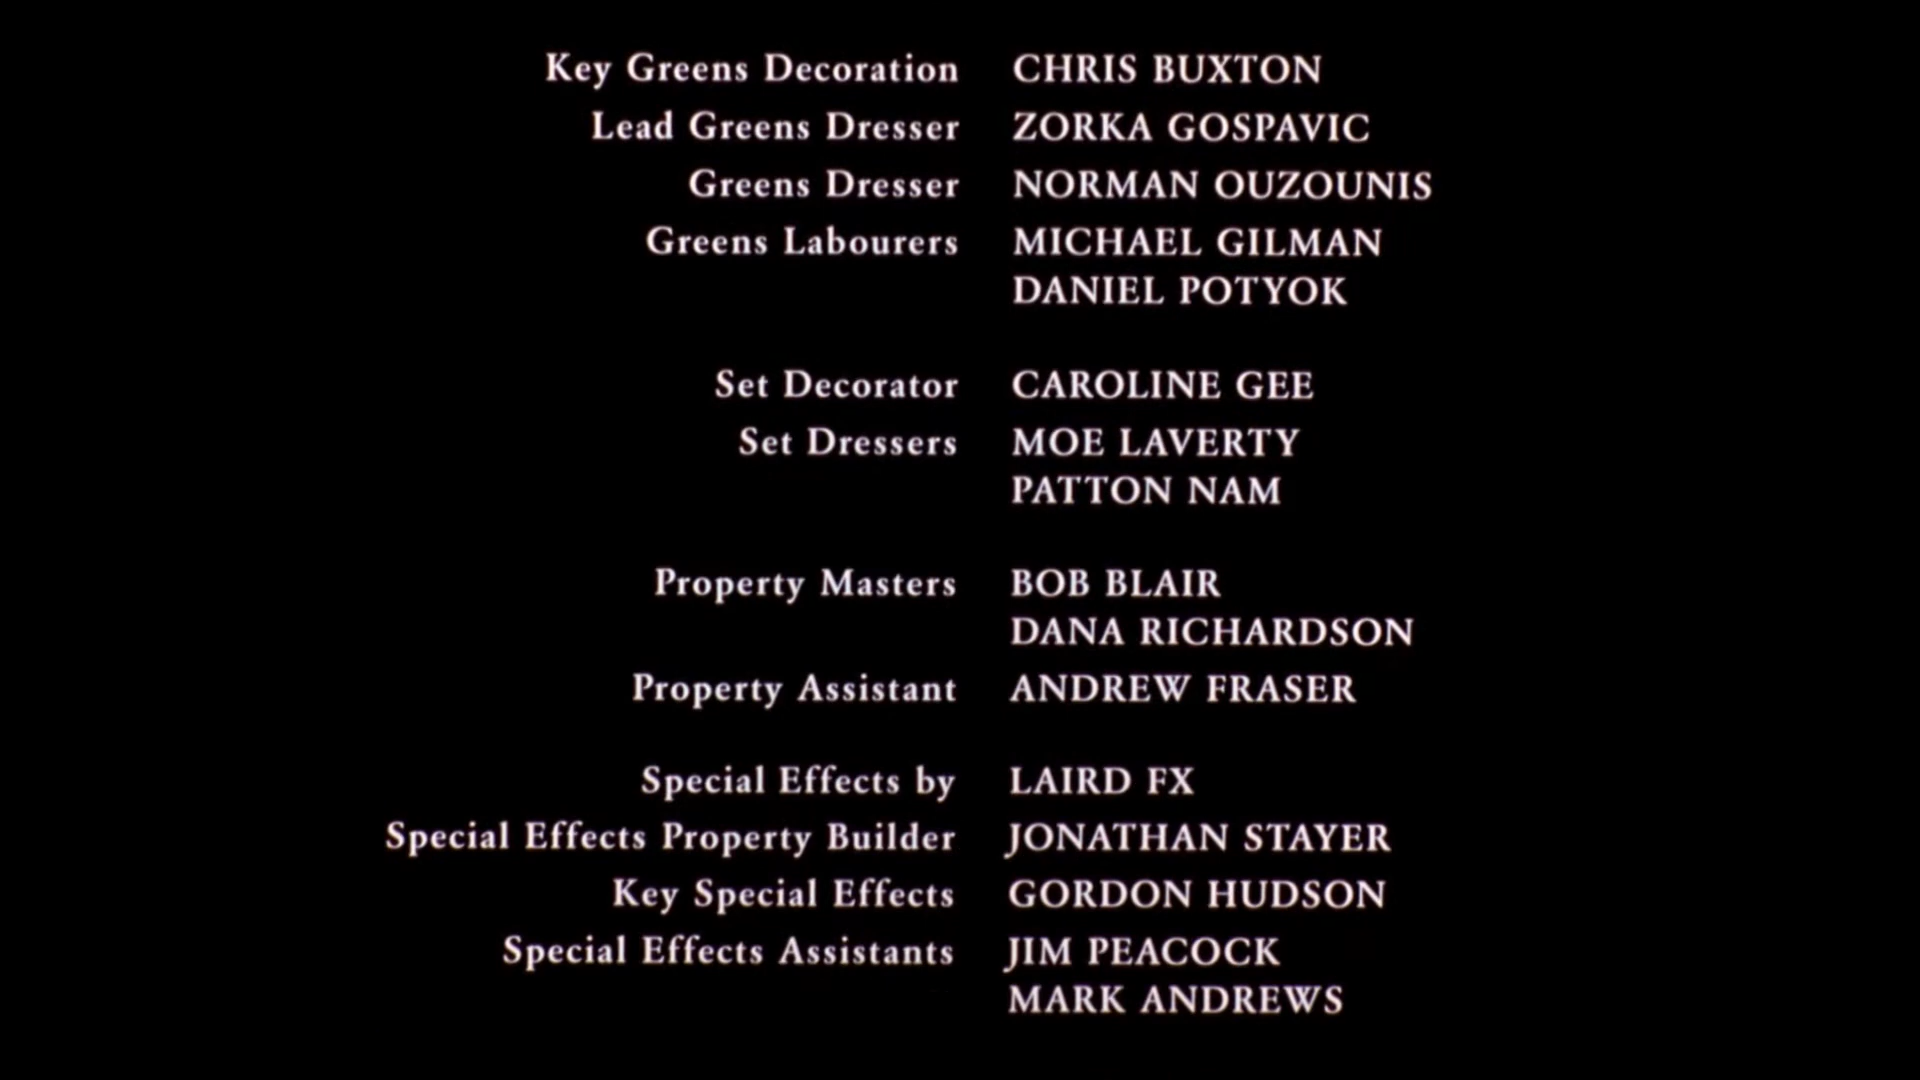 Key Greens Decoration CHRIS BUXTON
Lead Greens Dresser ZORKA GOSPAVIC
Greens Dresser NORMAN OUZOUNIS
Greens Labourers MICHAEL GILMAN
DANIEL POTYOK
Set Decorator CAROLINE GEE
Set Dressers MOE LAVERTY
PATTON NAM
Property Masters BOB BLAIR
DANA RICHARDSON
Property Assistant ANDREW FRASER
Special Effects by LAIRD FX
Special Effects Property Builder JONATHAN STAYER
Key Special Effects GORDON HUDSON
Special Effects Assistants JIM PEACOCK
MARK ANDREWS